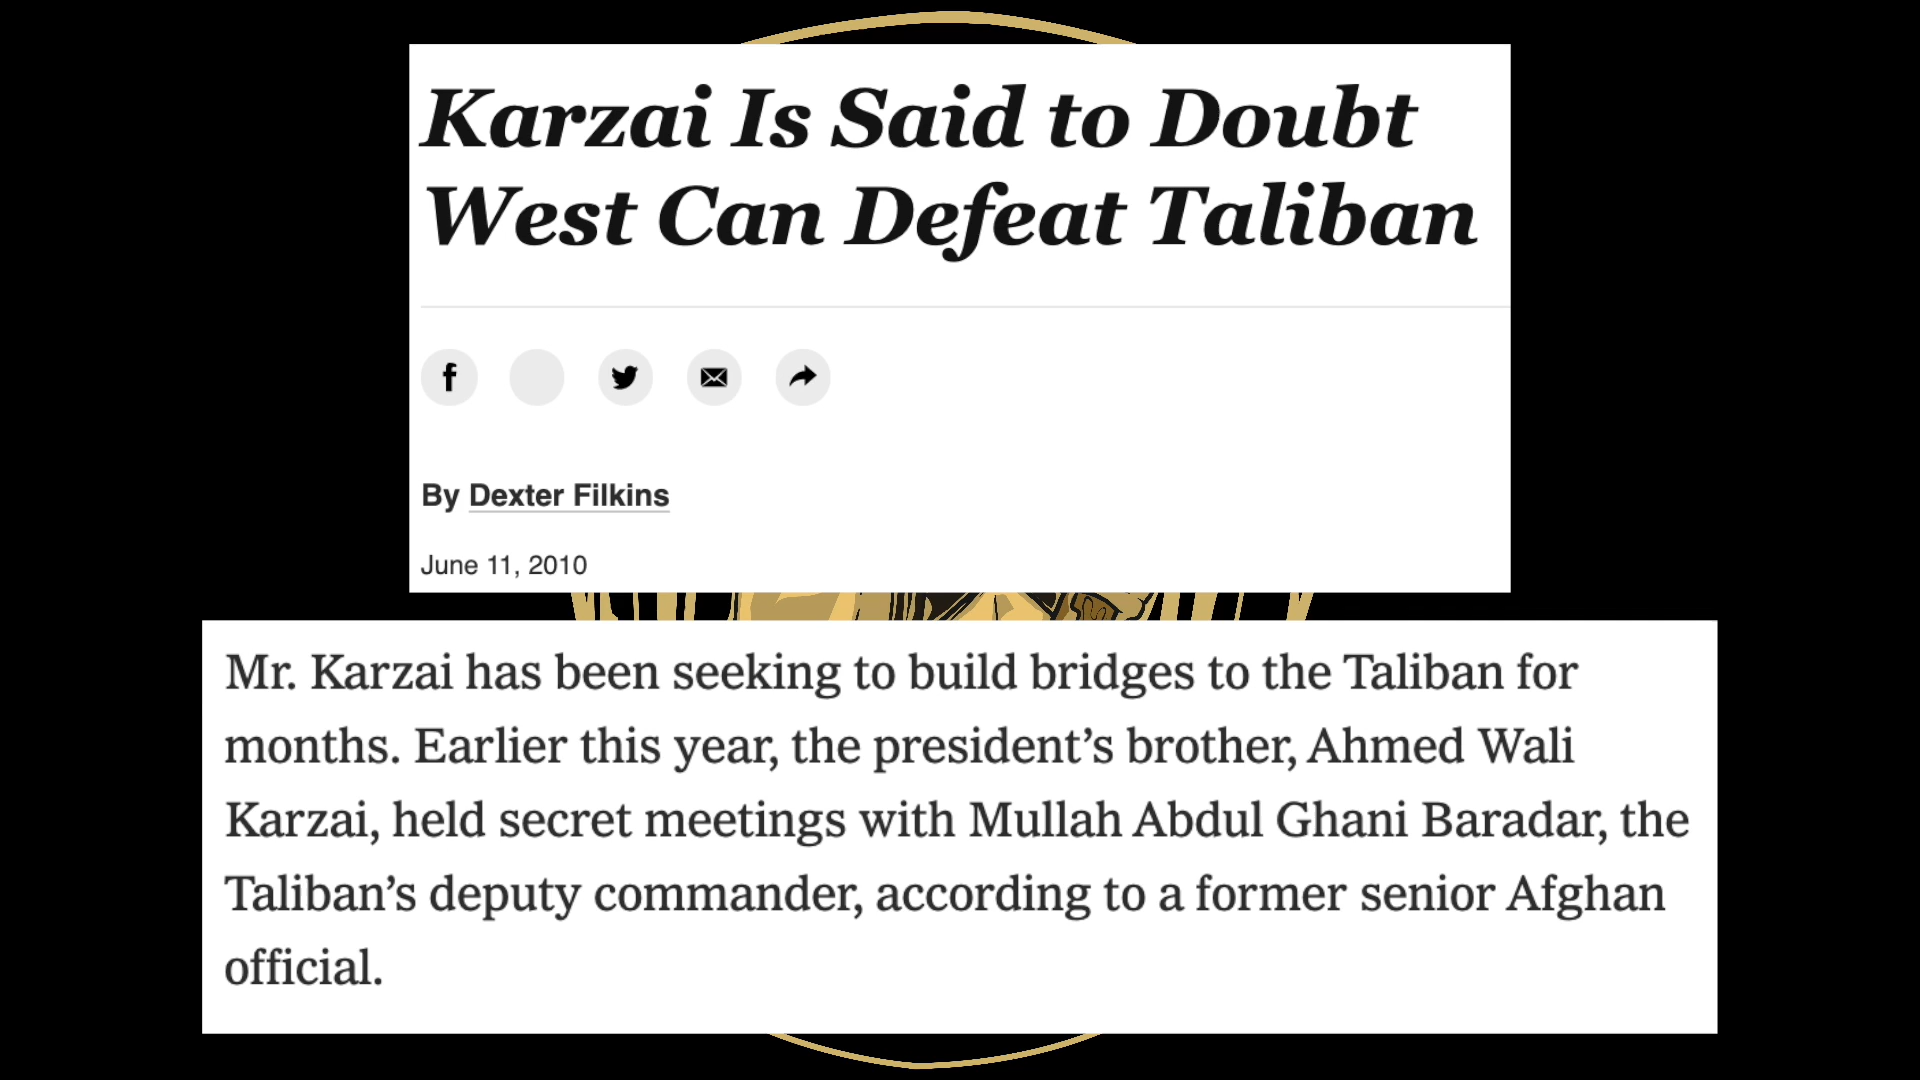 Karzai Is Said to Doubt
West Can Defeat Taliban
By Dexter Filkins
June 11, 2010
Mr. Karzai has been seeking to build bridges to the Taliban for
months. Earlier this year, the president’s brother, Ahmed Wali
Karzai, held secret meetings with Mullah Abdul Ghani Baradar, the
Taliban’s deputy commander, according to a former senior Afghan
official.